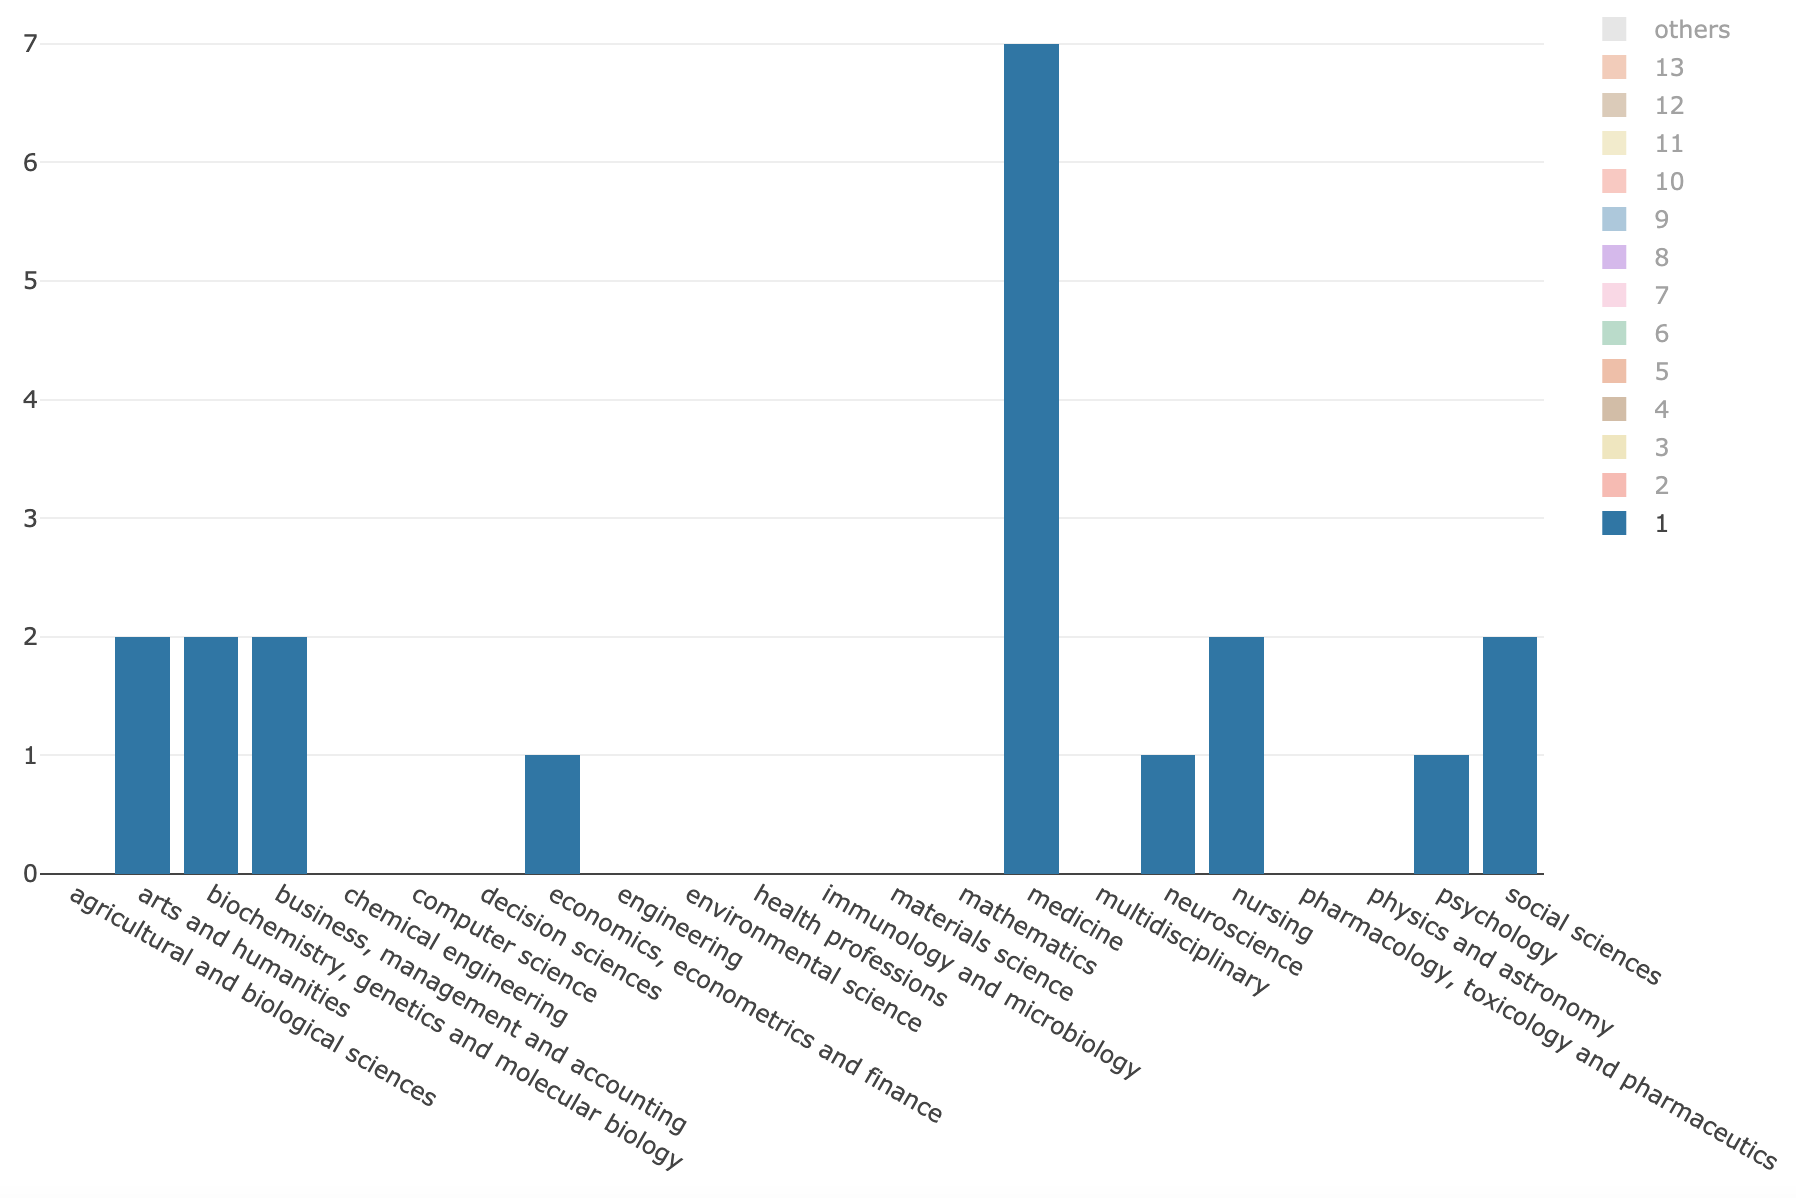 7
6
5
4
3
2
1
0
agricultural and biological sciences
arts and humanities
biochemistry, genetics and molecular biology
business, management and accounting
chemical engineering
computer science
decision sciences
economics, econometrics and finance
engineering
environmental science
health professions
immunology and microbiology
materials science
mathematics
medicine
multidisciplinary
neuroscience
nursing
pharmacology, toxicology and pharmaceutics
physics and astronomy
psychology
social sciences
others
13
12
11
10
9
8
7
6
5
4
3
2
1